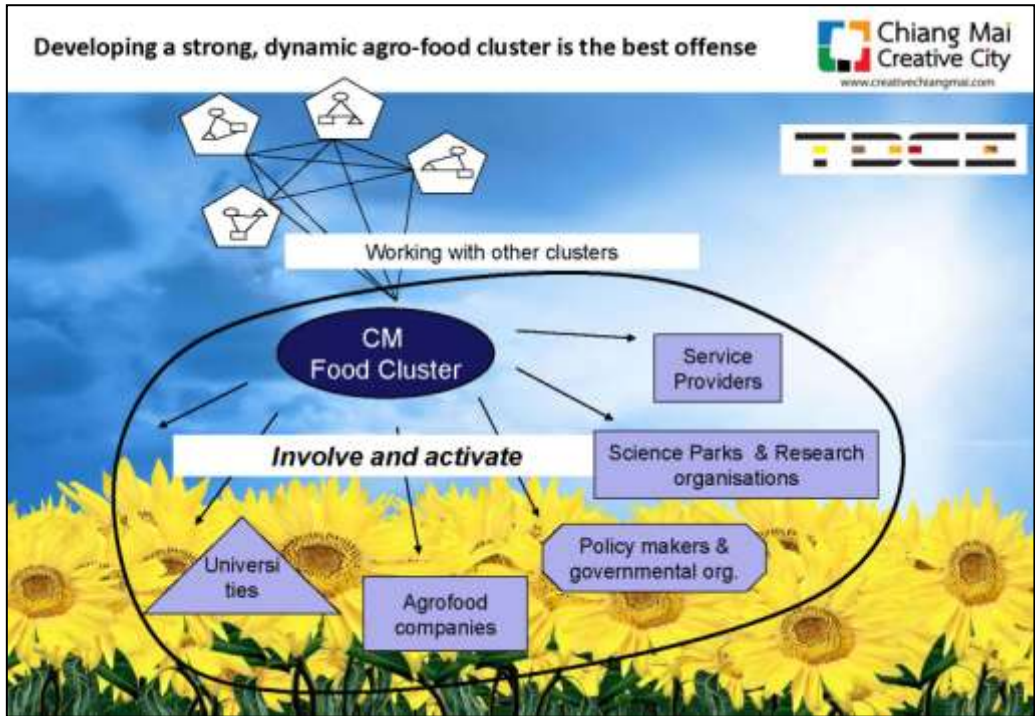 Developing a strong, dynamic agro-food cluster is the best offense
Chiang Mai
Creative City
www.creativechiangmai.com
Working with other clusters
CM
Food Cluster
Service
Providers
Involve and activate
Science Parks & Research
organisations
Policy makers &
governmental org.
Universi
ties
Agrofood
companies